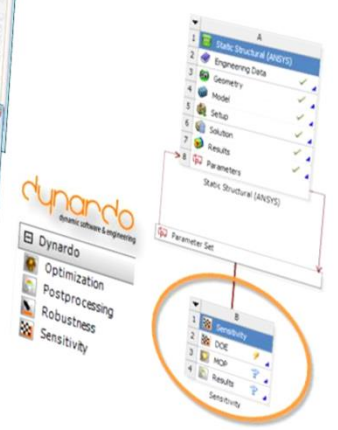 A
1 Static Structural (ANSYS)
2 Engineering Data
3 Geometry
4 Model
5 Setup
6 Solution
7 Results
8 Parameters
Static Structural (ANSYS)
Parameter Set
dynardo
dynamic software & engineering
Dynardo
Optimization
Postprocessing
Robustness
Sensitivity
B
1 Sensitivity
2 DOE
3 MOP
4 Results
Sensitivity